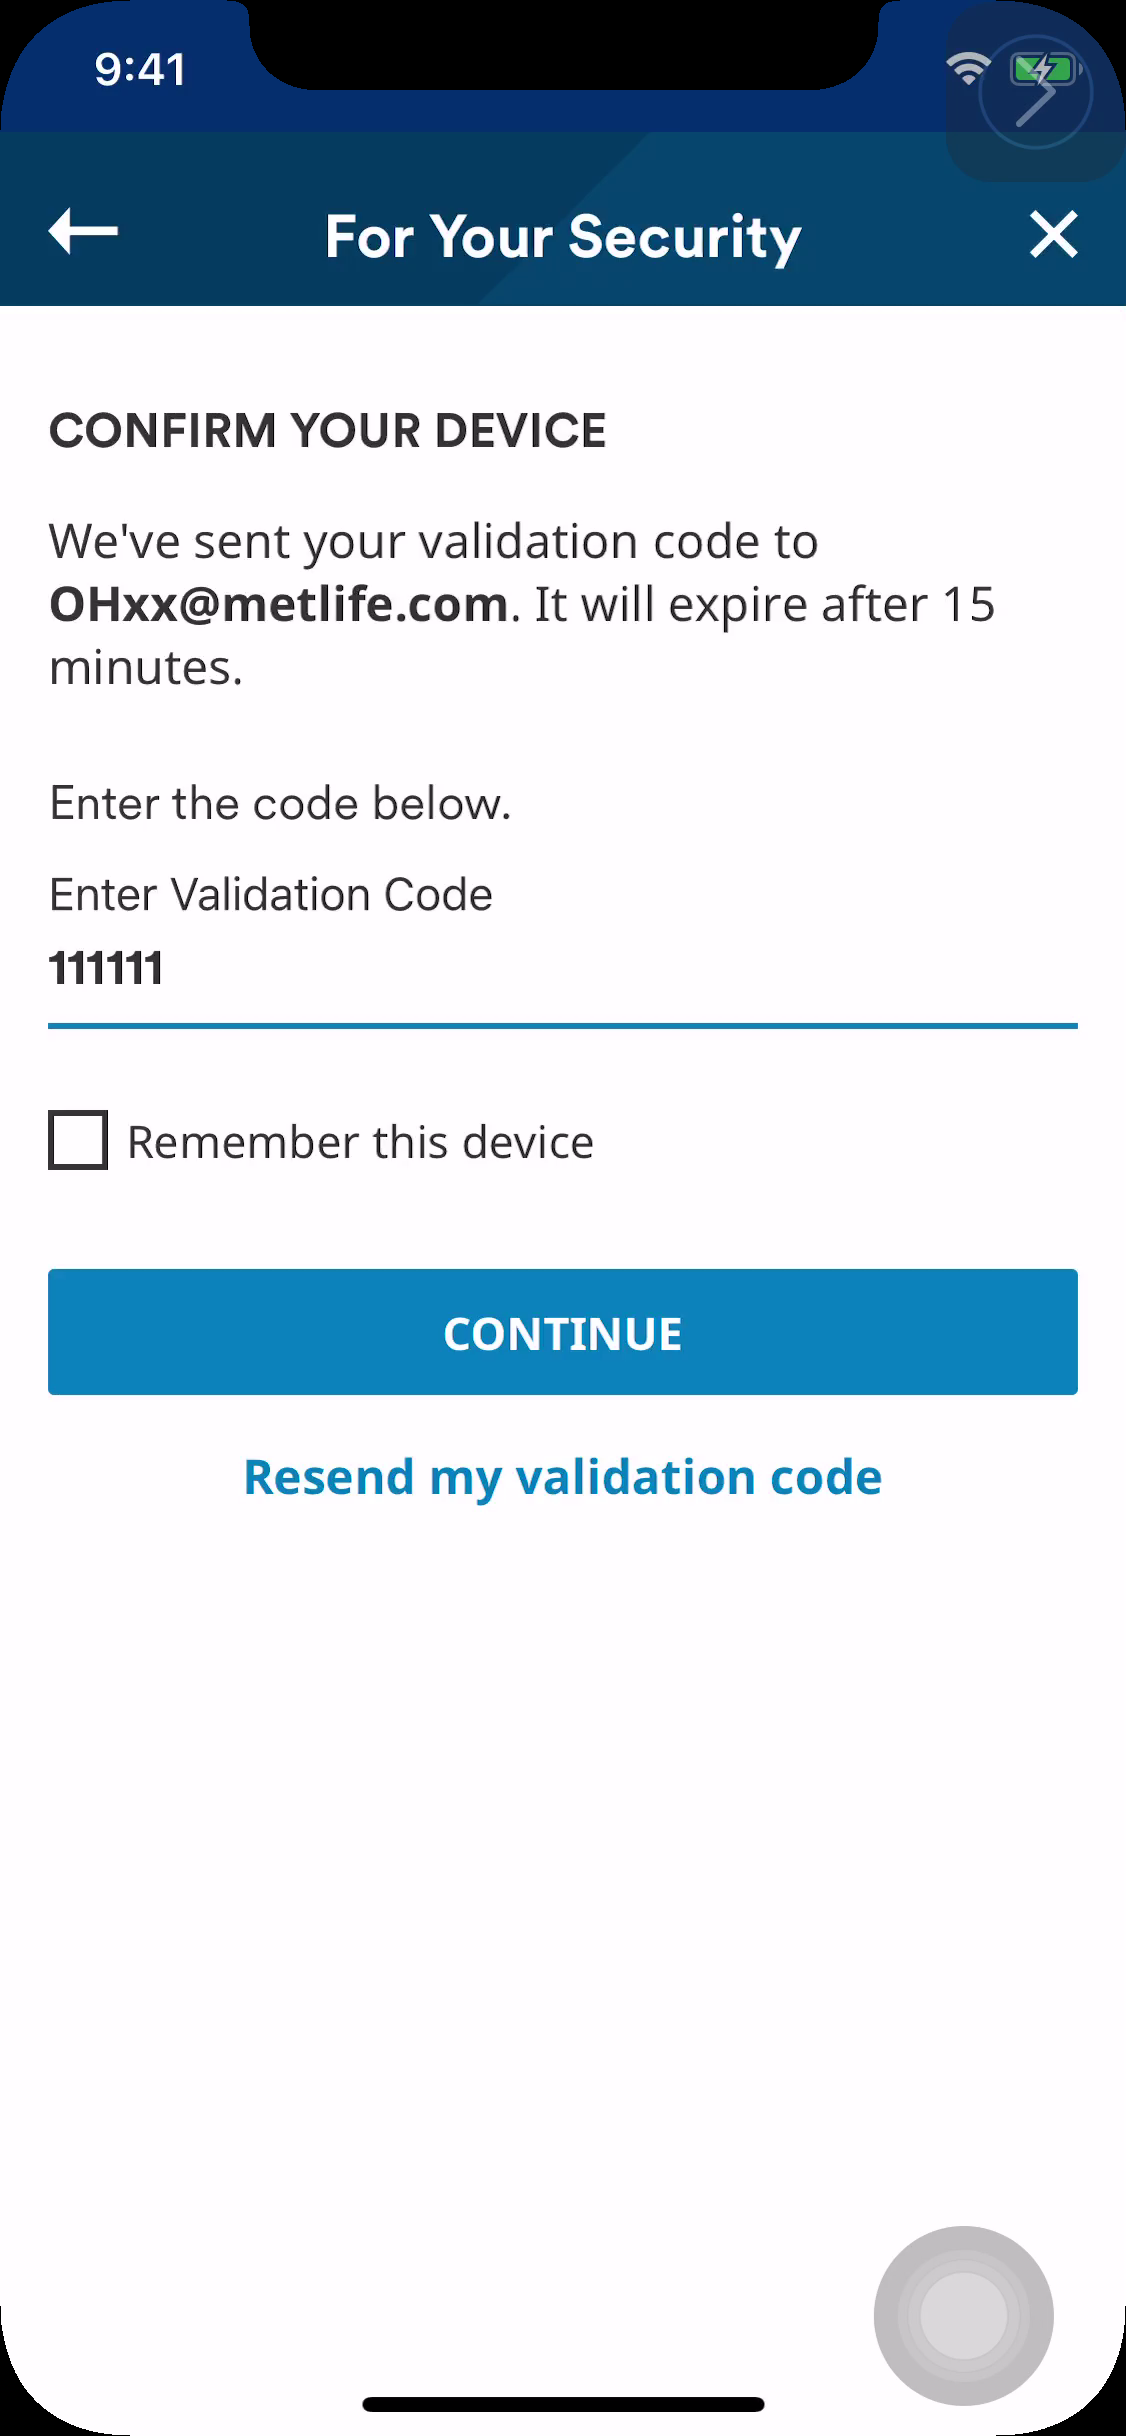 9:41
For Your Security
CONFIRM YOUR DEVICE
We've sent your validation code to
OHxx@metlife.com. It will expire after 15
minutes.
Enter the code below.
Enter Validation Code
111111
Remember this device
CONTINUE
Resend my validation code